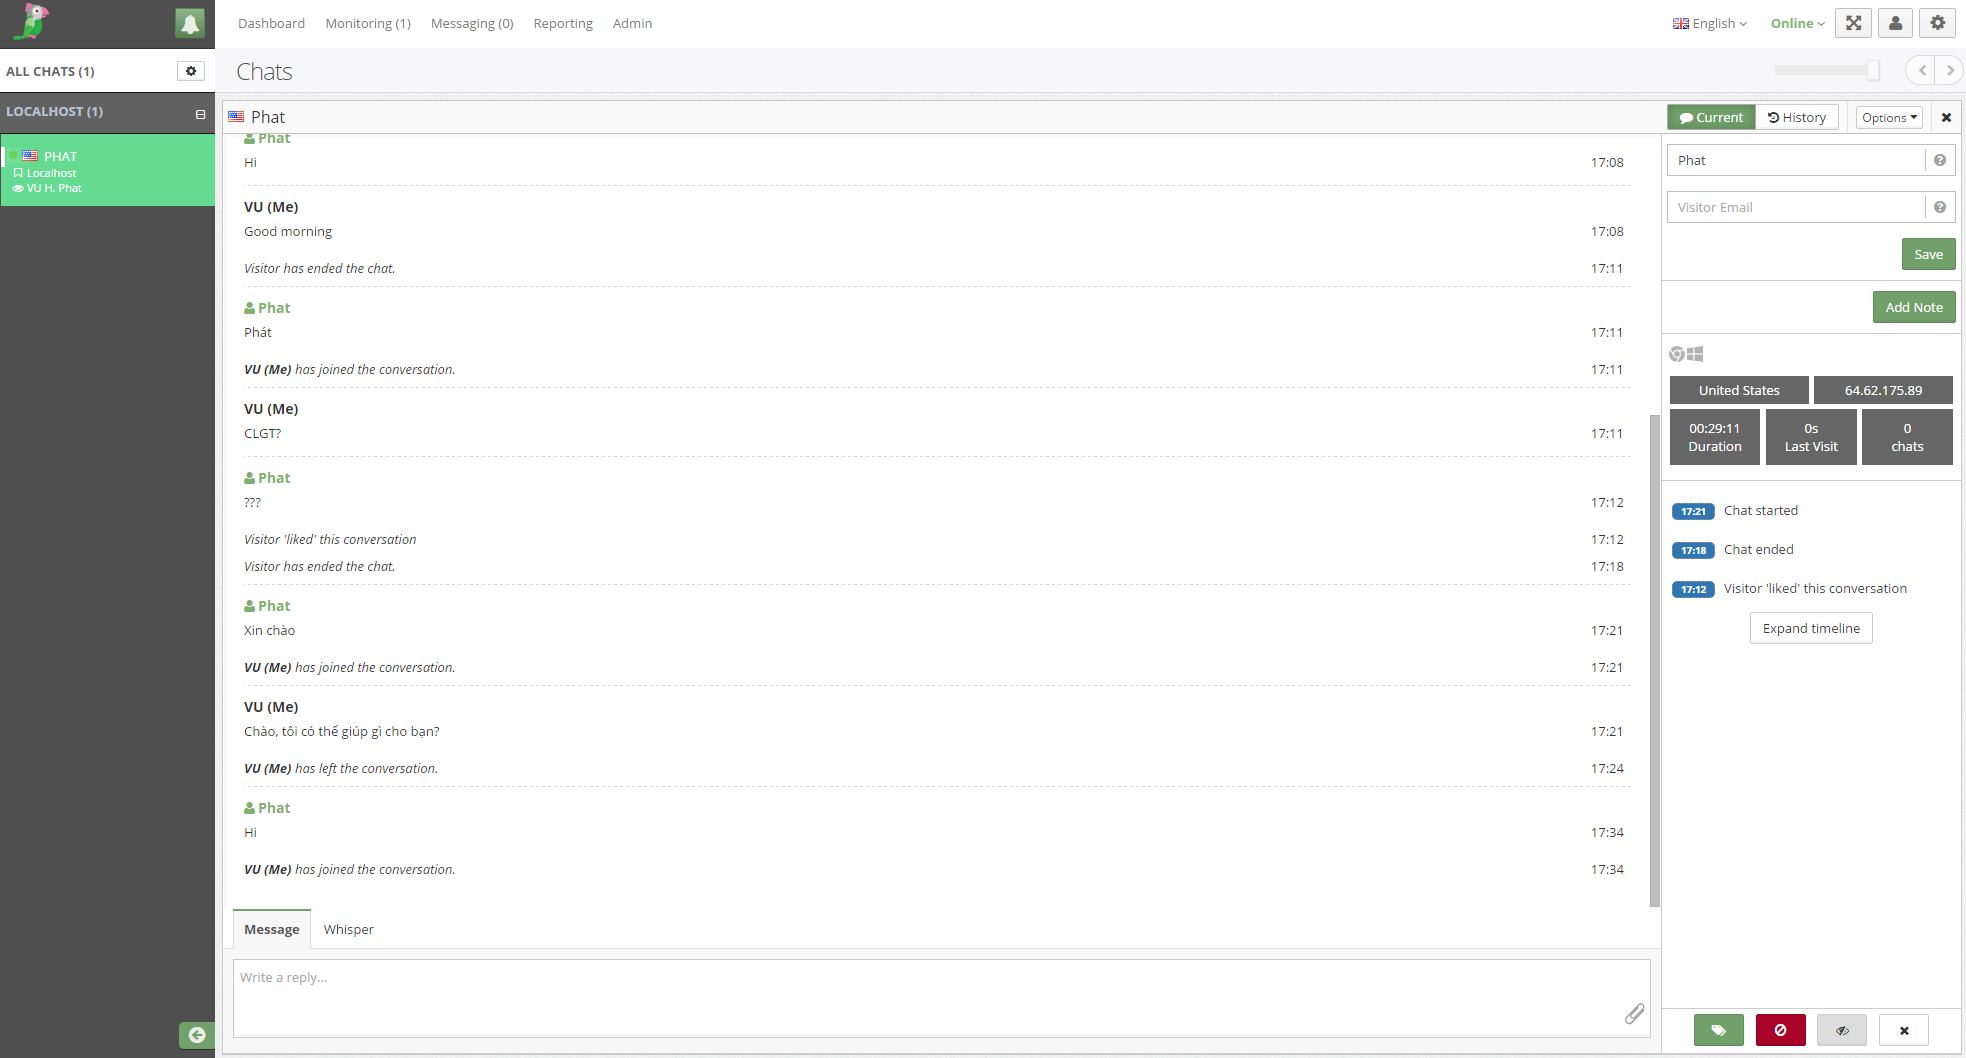 Dashboard Monitoring (1) Messaging (0) Reporting Admin English Online
ALL CHATS (1)
Chats
LOCALHOST (1)
PHAT
Localhost
VU H. Phat
Phat
Current History Options
Phat
Hi 17:08
VU (Me)
Good morning 17:08
Visitor has ended the chat. 17:11
Phat
Phát 17:11
VU (Me) has joined the conversation. 17:11
VU (Me)
CLGT? 17:11
Phat
??? 17:12
Visitor 'liked' this conversation 17:12
Visitor has ended the chat. 17:18
Phat
Xin chào 17:21
VU (Me) has joined the conversation. 17:21
VU (Me)
Chào, tôi có thể giúp gì cho bạn? 17:21
VU (Me) has left the conversation. 17:24
Phat
Hi 17:34
VU (Me) has joined the conversation. 17:34
Message Whisper
Write a reply...
Phat
Visitor Email
Save
Add Note
United States 64.62.175.89
00:29:11 0s 0
Duration Last Visit chats
17:21 Chat started
17:18 Chat ended
17:12 Visitor 'liked' this conversation
Expand timeline